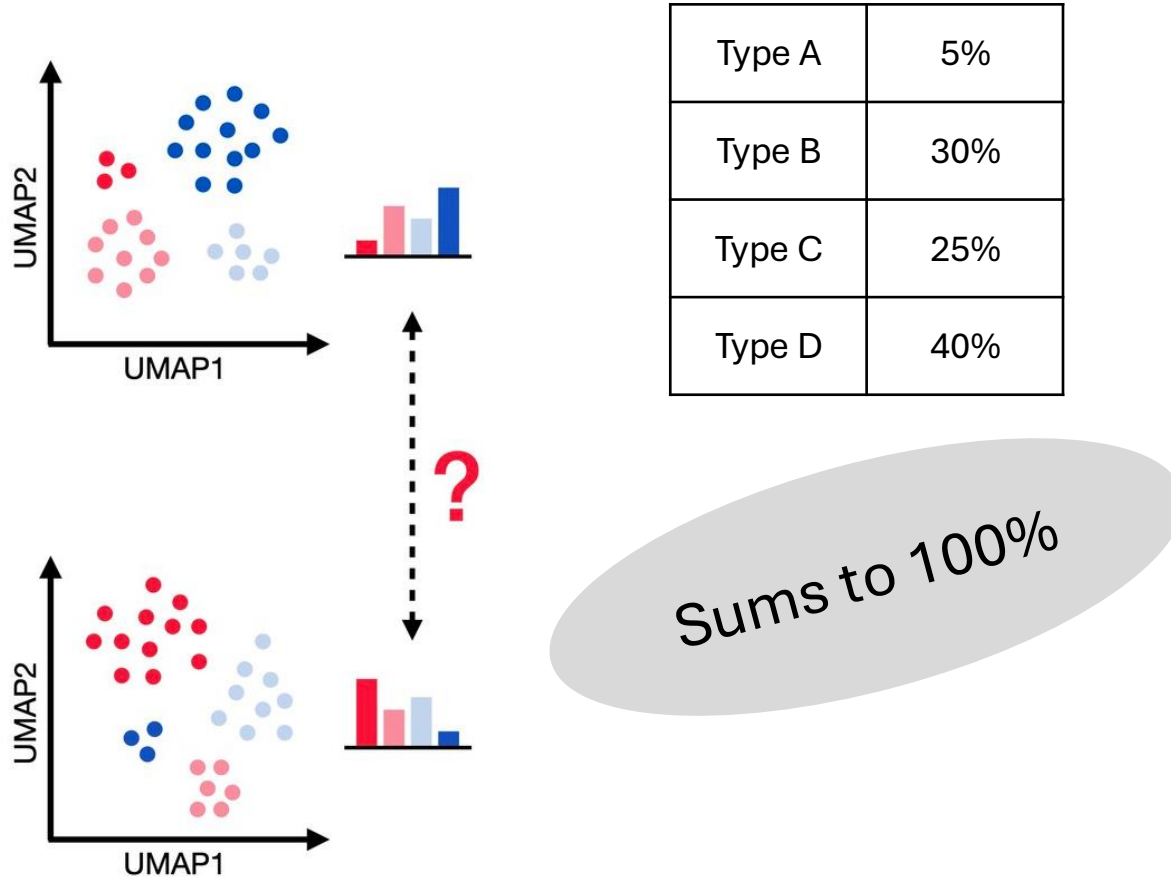 UMAP2
UMAP1
Type A 5%
Type B 30%
Type C 25%
Type D 40%
?
Sums to 100%
UMAP2
UMAP1